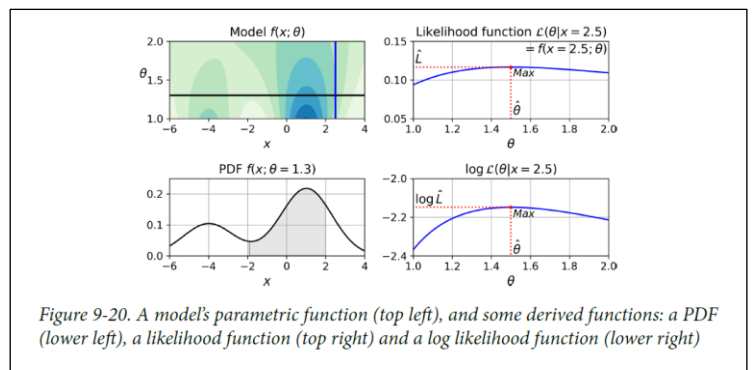 Model f(x; θ)
2.0
θ
1.5
1.0
−6 −4 −2 0 2 4
x
Likelihood function ℒ(θ|x = 2.5)
= f(x = 2.5; θ)
0.15
L̂
0.10
Max
θ̂
0.05
1.0 1.2 1.4 1.6 1.8 2.0
θ
PDF f(x; θ = 1.3)
0.2
0.1
0.0
−6 −4 −2 0 2 4
x
log ℒ(θ|x = 2.5)
−2.0
log L̂
Max
−2.2
θ̂
−2.4
1.0 1.2 1.4 1.6 1.8 2.0
θ
Figure 9-20. A model’s parametric function (top left), and some derived functions: a PDF
(lower left), a likelihood function (top right) and a log likelihood function (lower right)